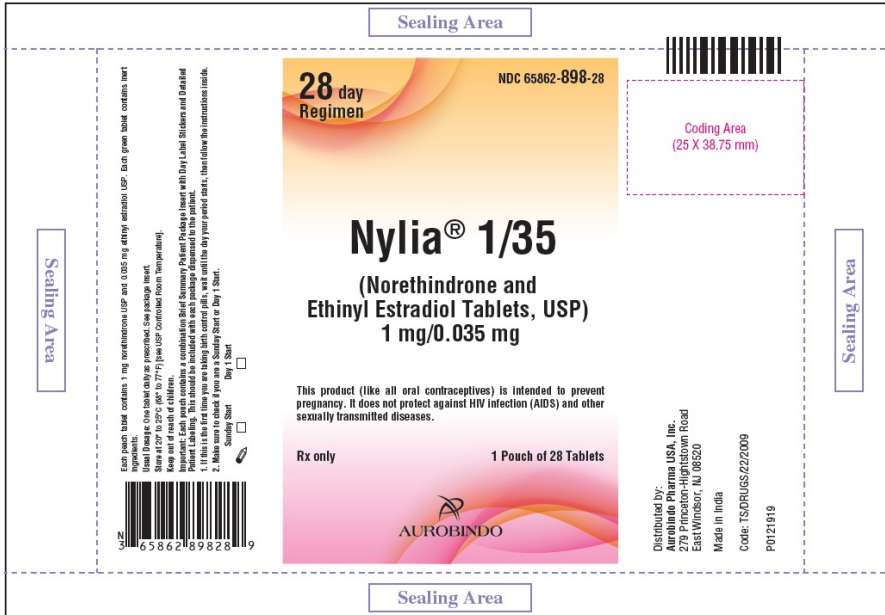 Sealing Area
28 day
Regimen
NDC 65862-898-28
Nylia® 1/35
(Norethindrone and
Ethinyl Estradiol Tablets, USP)
1 mg/0.035 mg
This product (like all oral contraceptives) is intended to prevent
pregnancy. It does not protect against HIV infection (AIDS) and other
sexually transmitted diseases.
Rx only
1 Pouch of 28 Tablets
AUROBINDO
Sealing Area
Each peach tablet contains 1 mg norethindrone USP and 0.035 mg ethinyl estradiol USP. Each green tablet contains inert
ingredients.
Usual Dosage: One tablet daily as prescribed. See package insert.
Store at 20° to 25°C (68° to 77°F) [see USP Controlled Room Temperature].
Keep out of reach of children.
Important: Each pouch contains a combination Brief Summary Patient Package Insert with Day Label Stickers and Detailed
Patient Labeling. This should be included with each package dispensed to the patient.
1. If this is the first time you are taking birth control pills, wait until the day your period starts, then follow the instructions inside.
2. Make sure to check if you are a Sunday Start or Day 1 Start.
Sunday Start
Day 1 Start
N
3 65862 89828 9
Coding Area
(25 X 38.75 mm)
Distributed by:
Aurobindo Pharma USA, Inc.
279 Princeton-Hightstown Road
East Windsor, NJ 08520
Made in India
Code: TS/DRUGS/22/2009
P0121919
Sealing Area
Sealing Area